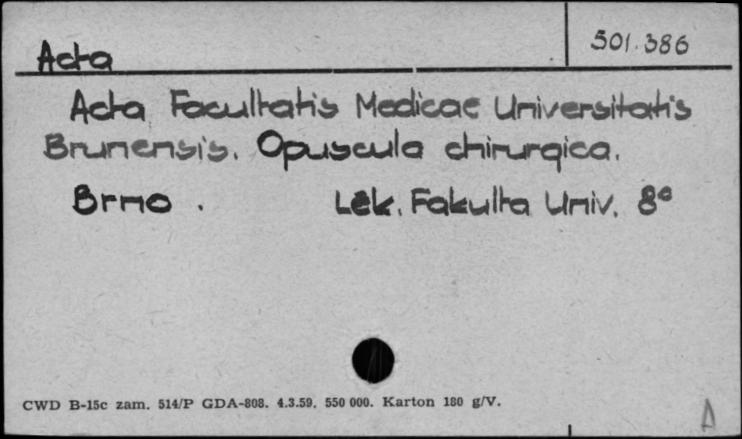 501.386
Acta
Acta Facultatis Medicae Universitatis
Brunensis. Opuscula chirurgica.
Brno . Lék. Fakulta Univ. 8°
CWD B-15c zam. 514/P GDA-808. 4.3.59. 550 000. Karton 180 g/V.